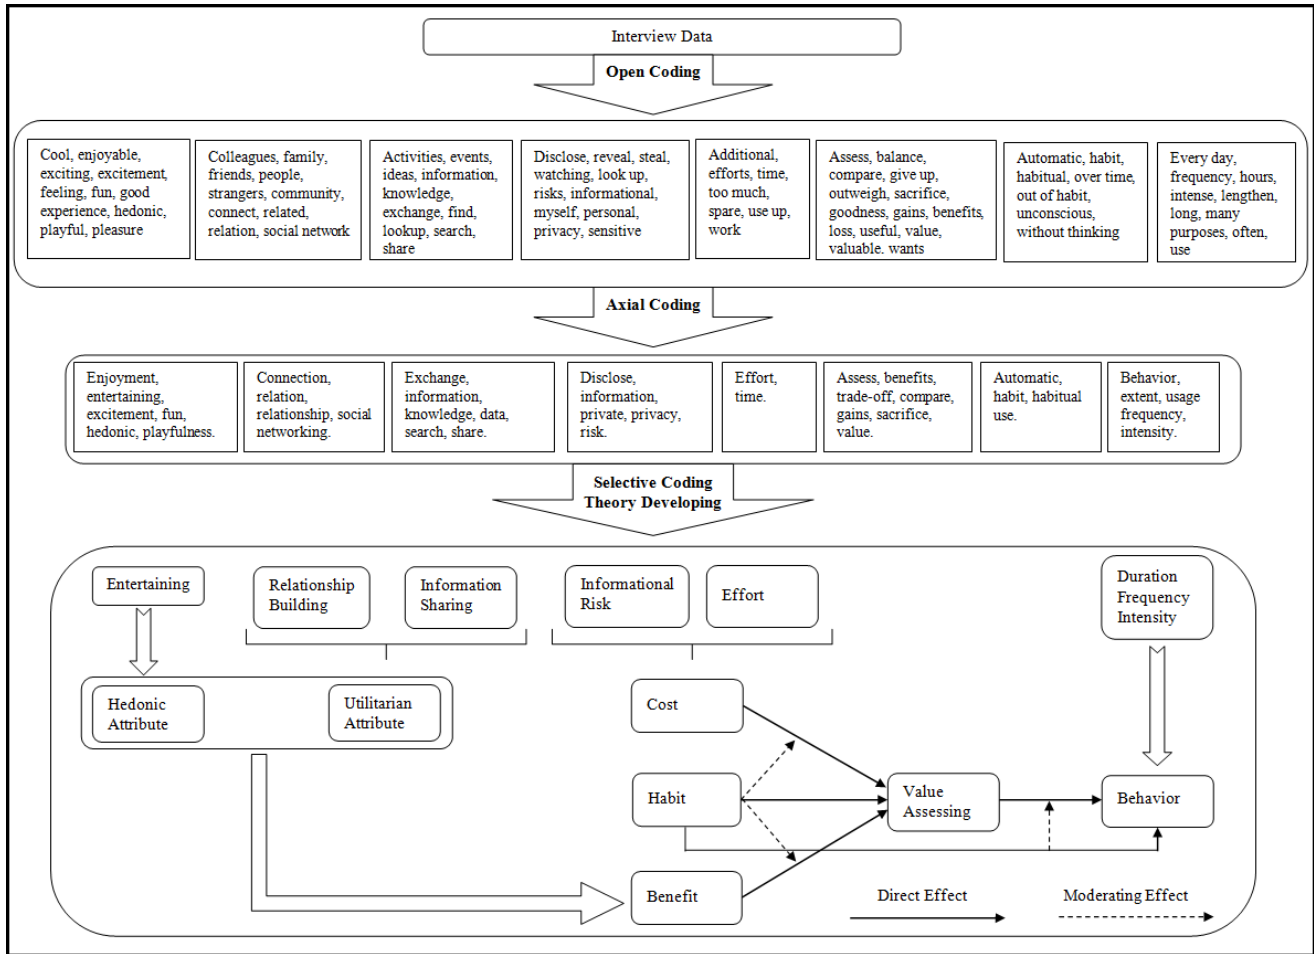 Interview Data
Open Coding
Cool, enjoyable,
exciting, excitement,
feeling, fun, good
experience, hedonic,
playful, pleasure
Colleagues, family,
friends, people,
strangers, community,
connect, related,
relation, social network
Activities, events,
ideas, information,
knowledge,
exchange, find,
lookup, search,
share
Disclose, reveal, steal,
watching, look up,
risks, informational,
myself, personal,
privacy, sensitive
Additional,
efforts, time,
too much,
spare, use up,
work
Assess, balance,
compare, give up,
outweigh, sacrifice,
goodness, gains, benefits,
loss, useful, value,
valuable. wants
Automatic, habit,
habitual, over time,
out of habit,
unconscious,
without thinking
Every day,
frequency, hours,
intense, lengthen,
long, many
purposes, often,
use
Axial Coding
Enjoyment,
entertaining,
excitement, fun,
hedonic, playfulness.
Connection,
relation,
relationship, social
networking.
Exchange,
information,
knowledge, data,
search, share.
Disclose,
information,
private, privacy,
risk.
Effort,
time.
Assess, benefits,
trade-off, compare,
gains, sacrifice,
value.
Automatic,
habit, habitual
use.
Behavior,
extent, usage
frequency,
intensity.
Selective Coding
Theory Developing
Entertaining
Relationship
Building
Information
Sharing
Informational
Risk
Effort
Duration
Frequency
Intensity
Hedonic
Attribute
Utilitarian
Attribute
Cost
Habit
Value
Assessing
Behavior
Benefit
Direct Effect
Moderating Effect